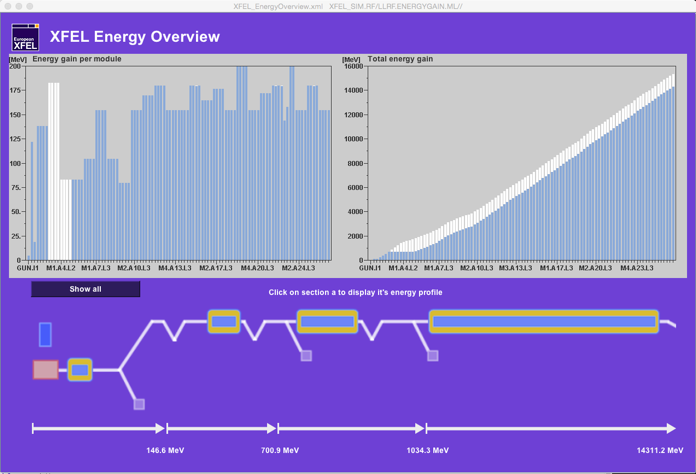 XFEL_EnergyOverview.xml XFEL_SIM.RF/LLRF.ENERGYGAIN.ML//
European
XFEL
XFEL Energy Overview
[MeV] Energy gain per module
200
175
150
125
100
75
50
25
0
GUN.I1 M1.A4.L2 M1.A7.L3 M2.A10.L3 M4.A13.L3 M2.A17.L3 M4.A20.L3 M2.A24.L3
[MeV] Total energy gain
16000
14000
12000
10000
8000
6000
4000
2000
0
GUN.I1 M1.A4.L2 M1.A7.L3 M2.A10.L3 M3.A13.L3 M1.A17.L3 M2.A20.L3 M4.A23.L3
Show all
Click on section a to display it's energy profile
146.6 MeV 700.9 MeV 1034.3 MeV 14311.2 MeV